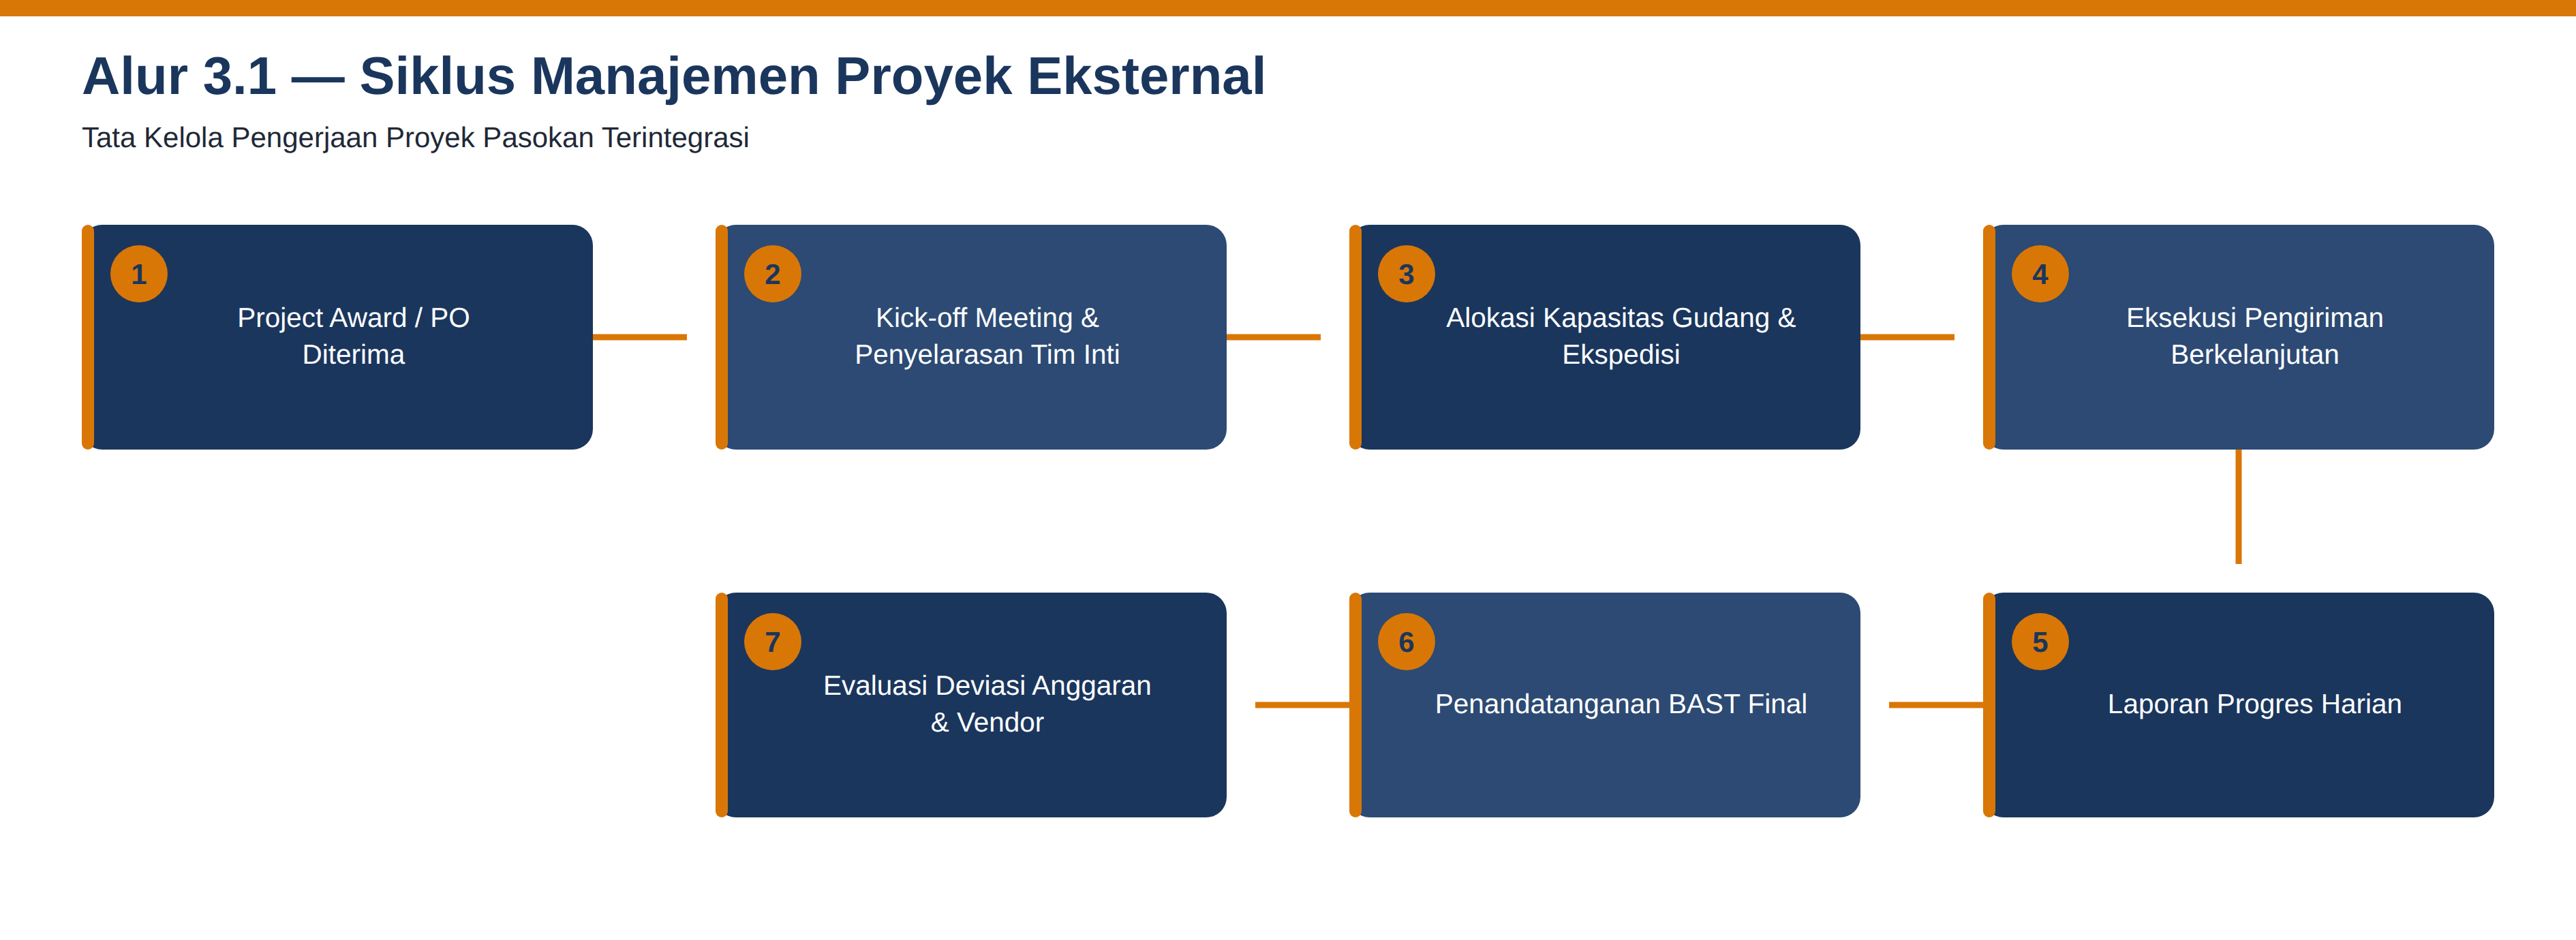 Alur 3.1 — Siklus Manajemen Proyek Eksternal
Tata Kelola Pengerjaan Proyek Pasokan Terintegrasi
1
Project Award / PO
Diterima
2
Kick-off Meeting &
Penyelarasan Tim Inti
3
Alokasi Kapasitas Gudang &
Ekspedisi
4
Eksekusi Pengiriman
Berkelanjutan
5
Laporan Progres Harian
6
Penandatanganan BAST Final
7
Evaluasi Deviasi Anggaran
& Vendor